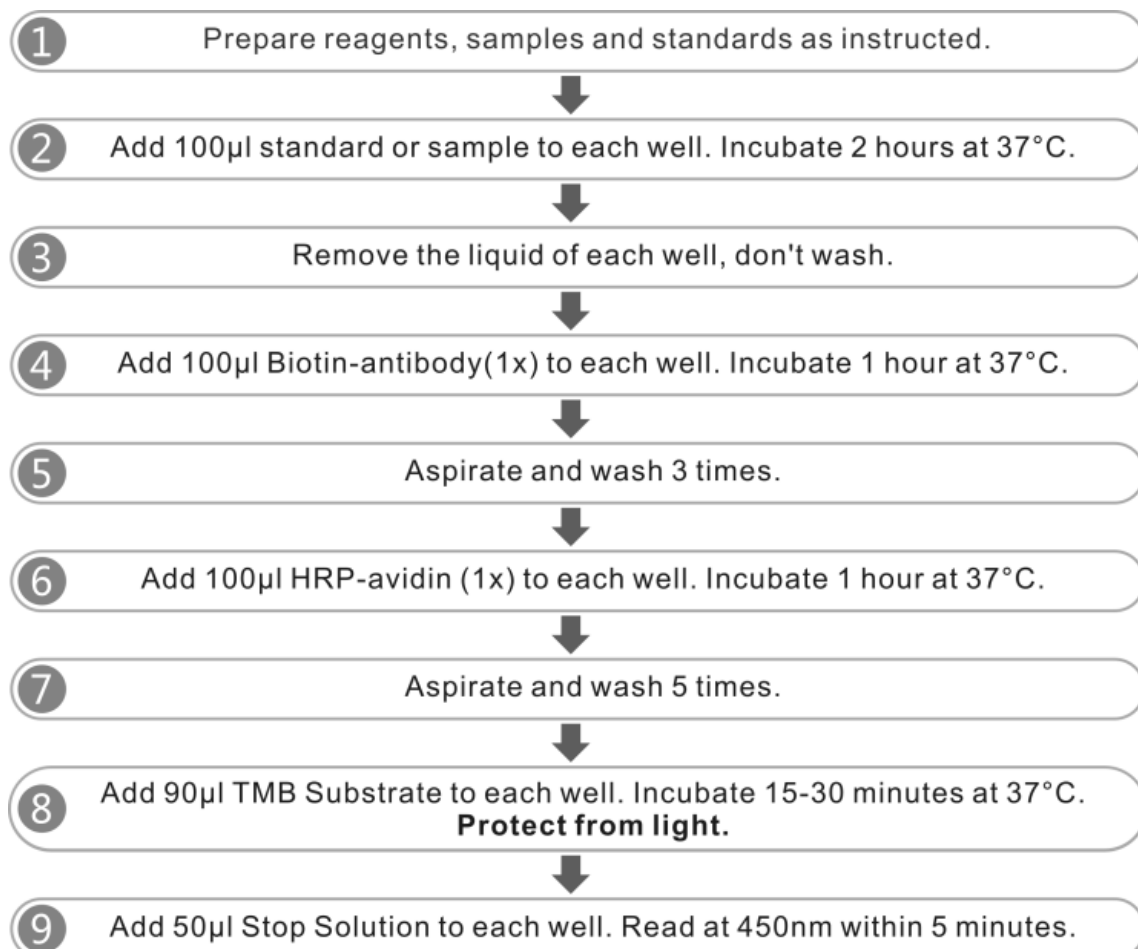 1 Prepare reagents, samples and standards as instructed.
2 Add 100µl standard or sample to each well. Incubate 2 hours at 37°C.
3 Remove the liquid of each well, don't wash.
4 Add 100µl Biotin-antibody(1x) to each well. Incubate 1 hour at 37°C.
5 Aspirate and wash 3 times.
6 Add 100µl HRP-avidin (1x) to each well. Incubate 1 hour at 37°C.
7 Aspirate and wash 5 times.
8 Add 90µl TMB Substrate to each well. Incubate 15-30 minutes at 37°C.
Protect from light.
9 Add 50µl Stop Solution to each well. Read at 450nm within 5 minutes.